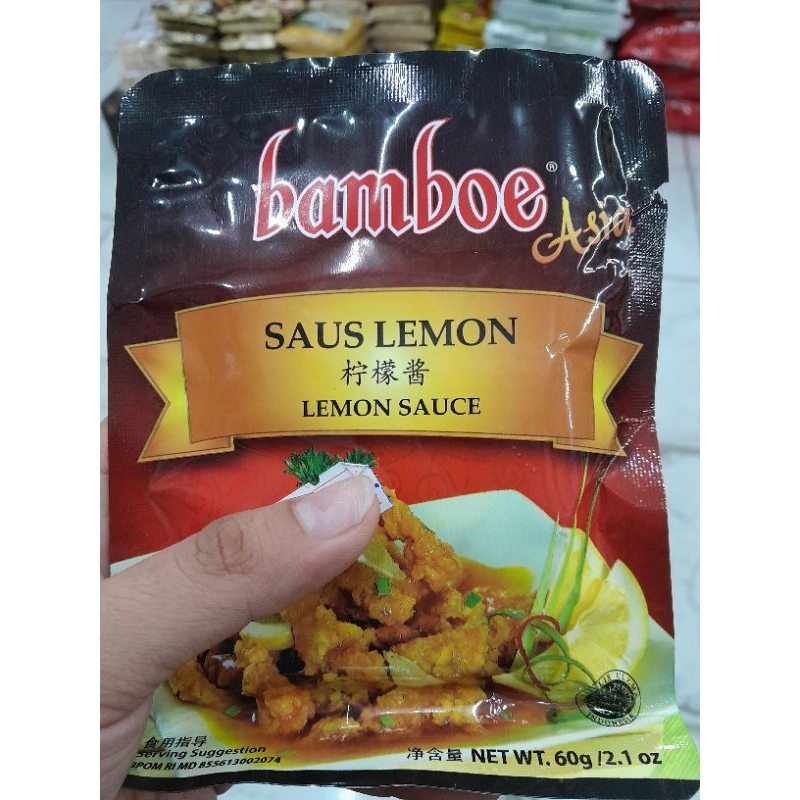 bamboe®
Asia
SAUS LEMON
柠檬酱
LEMON SAUCE
食用指导
Serving Suggestion
BPOM RI MD 855613002074
净含量 NET WT. 60g /2.1 oz